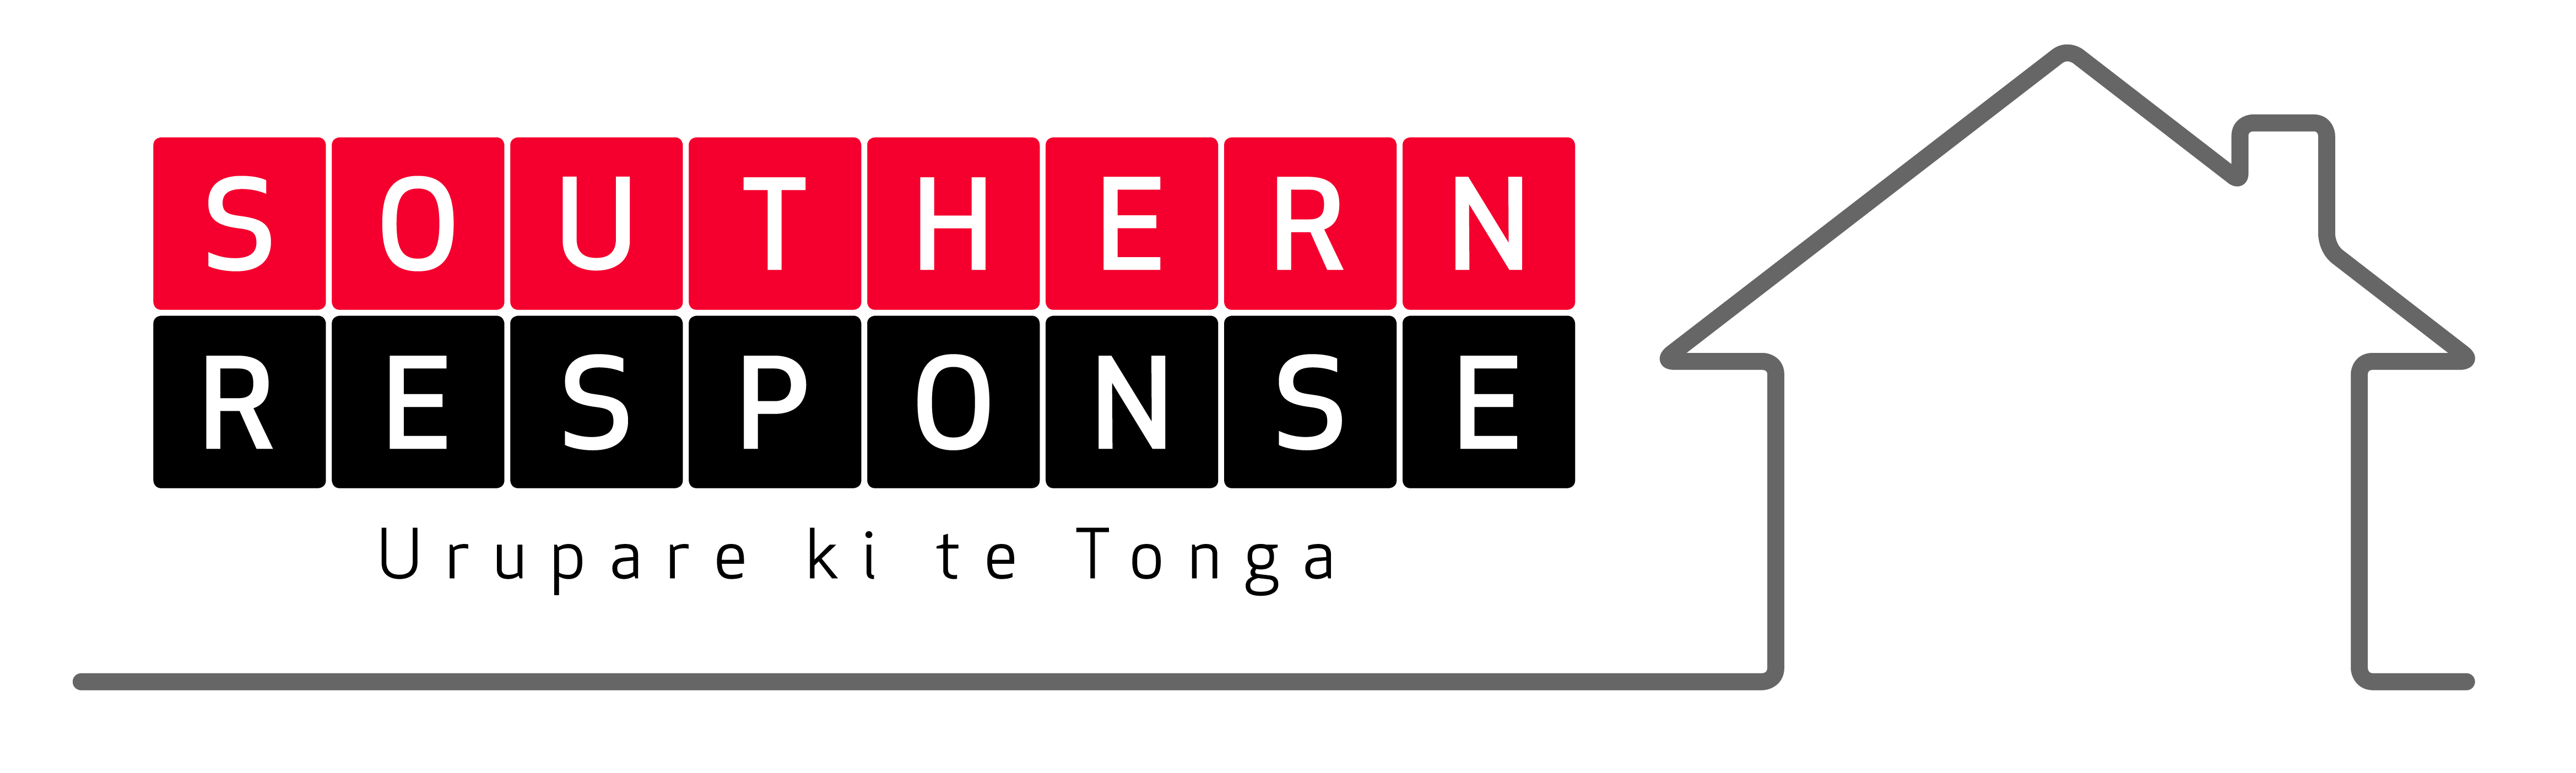 SOUTHERN
RESPONSE
Urupare ki te Tonga